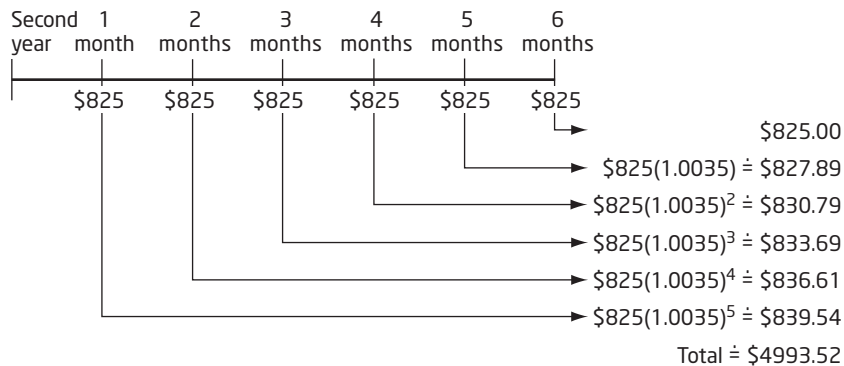 Second 1 2 3 4 5 6
year month months months months months months
$825 $825 $825 $825 $825 $825
$825.00
$825(1.0035) ≐ $827.89
$825(1.0035)² ≐ $830.79
$825(1.0035)³ ≐ $833.69
$825(1.0035)⁴ ≐ $836.61
$825(1.0035)⁵ ≐ $839.54
Total ≐ $4993.52